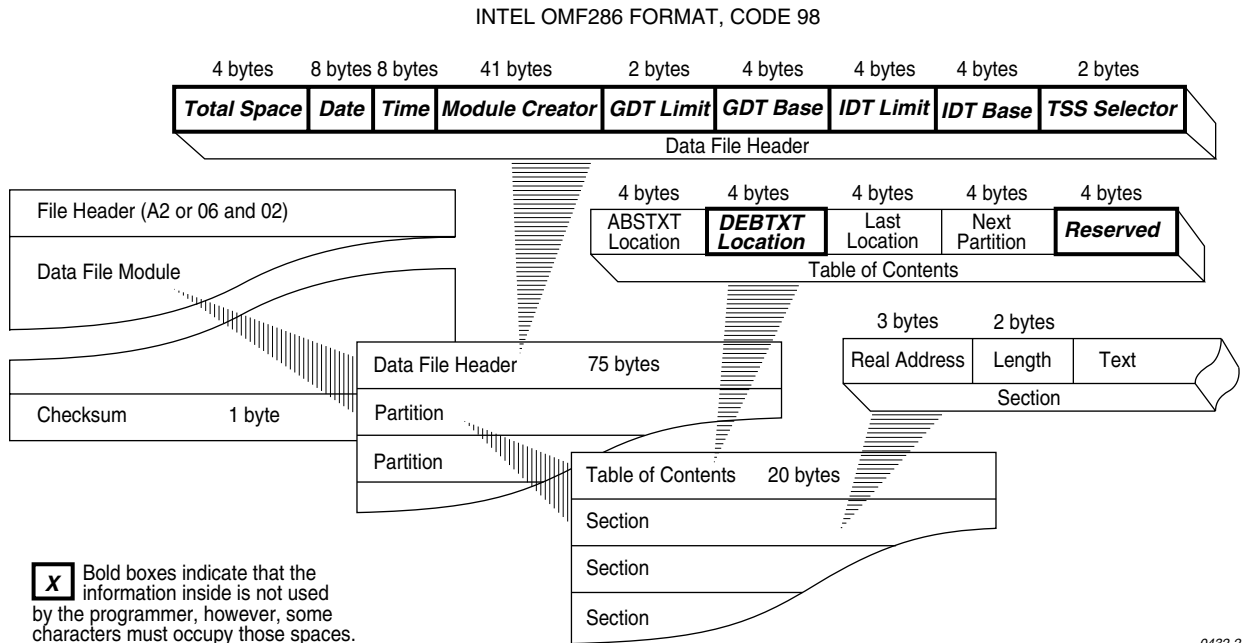 INTEL OMF286 FORMAT, CODE 98
4 bytes 8 bytes 8 bytes 41 bytes 2 bytes 4 bytes 4 bytes 4 bytes 2 bytes
Total Space Date Time Module Creator GDT Limit GDT Base IDT Limit IDT Base TSS Selector
Data File Header
4 bytes 4 bytes 4 bytes 4 bytes 4 bytes
ABSTXT Location DEBTXT Location Last Location Next Partition Reserved
Table of Contents
File Header (A2 or 06 and 02)
Data File Module
Checksum 1 byte
Data File Header 75 bytes
Partition
Partition
3 bytes 2 bytes
Real Address Length Text
Section
Table of Contents 20 bytes
Section
Section
Section
X Bold boxes indicate that the
information inside is not used
by the programmer, however, some
characters must occupy those spaces.
0432-2